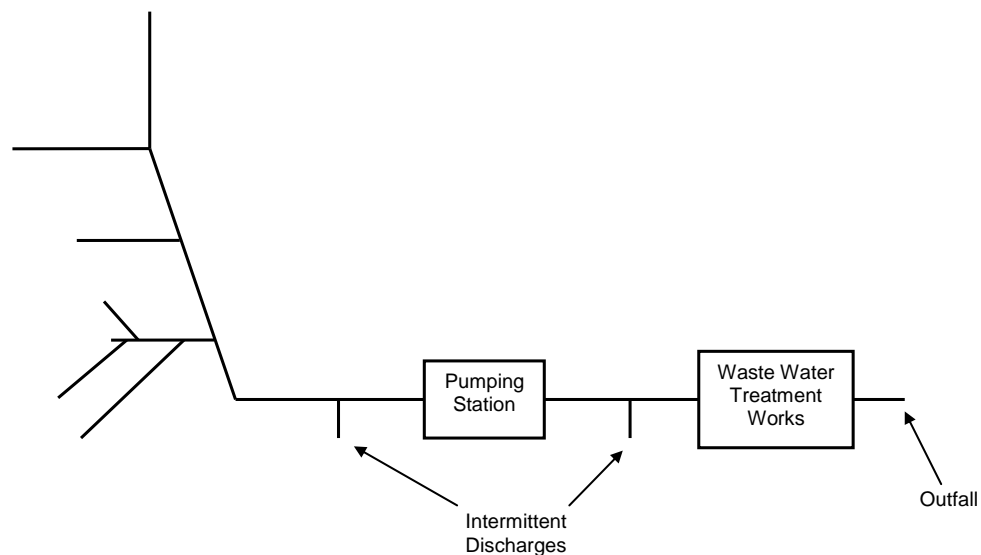 Pumping
Station
Waste Water
Treatment
Works
Intermittent
Discharges
Outfall